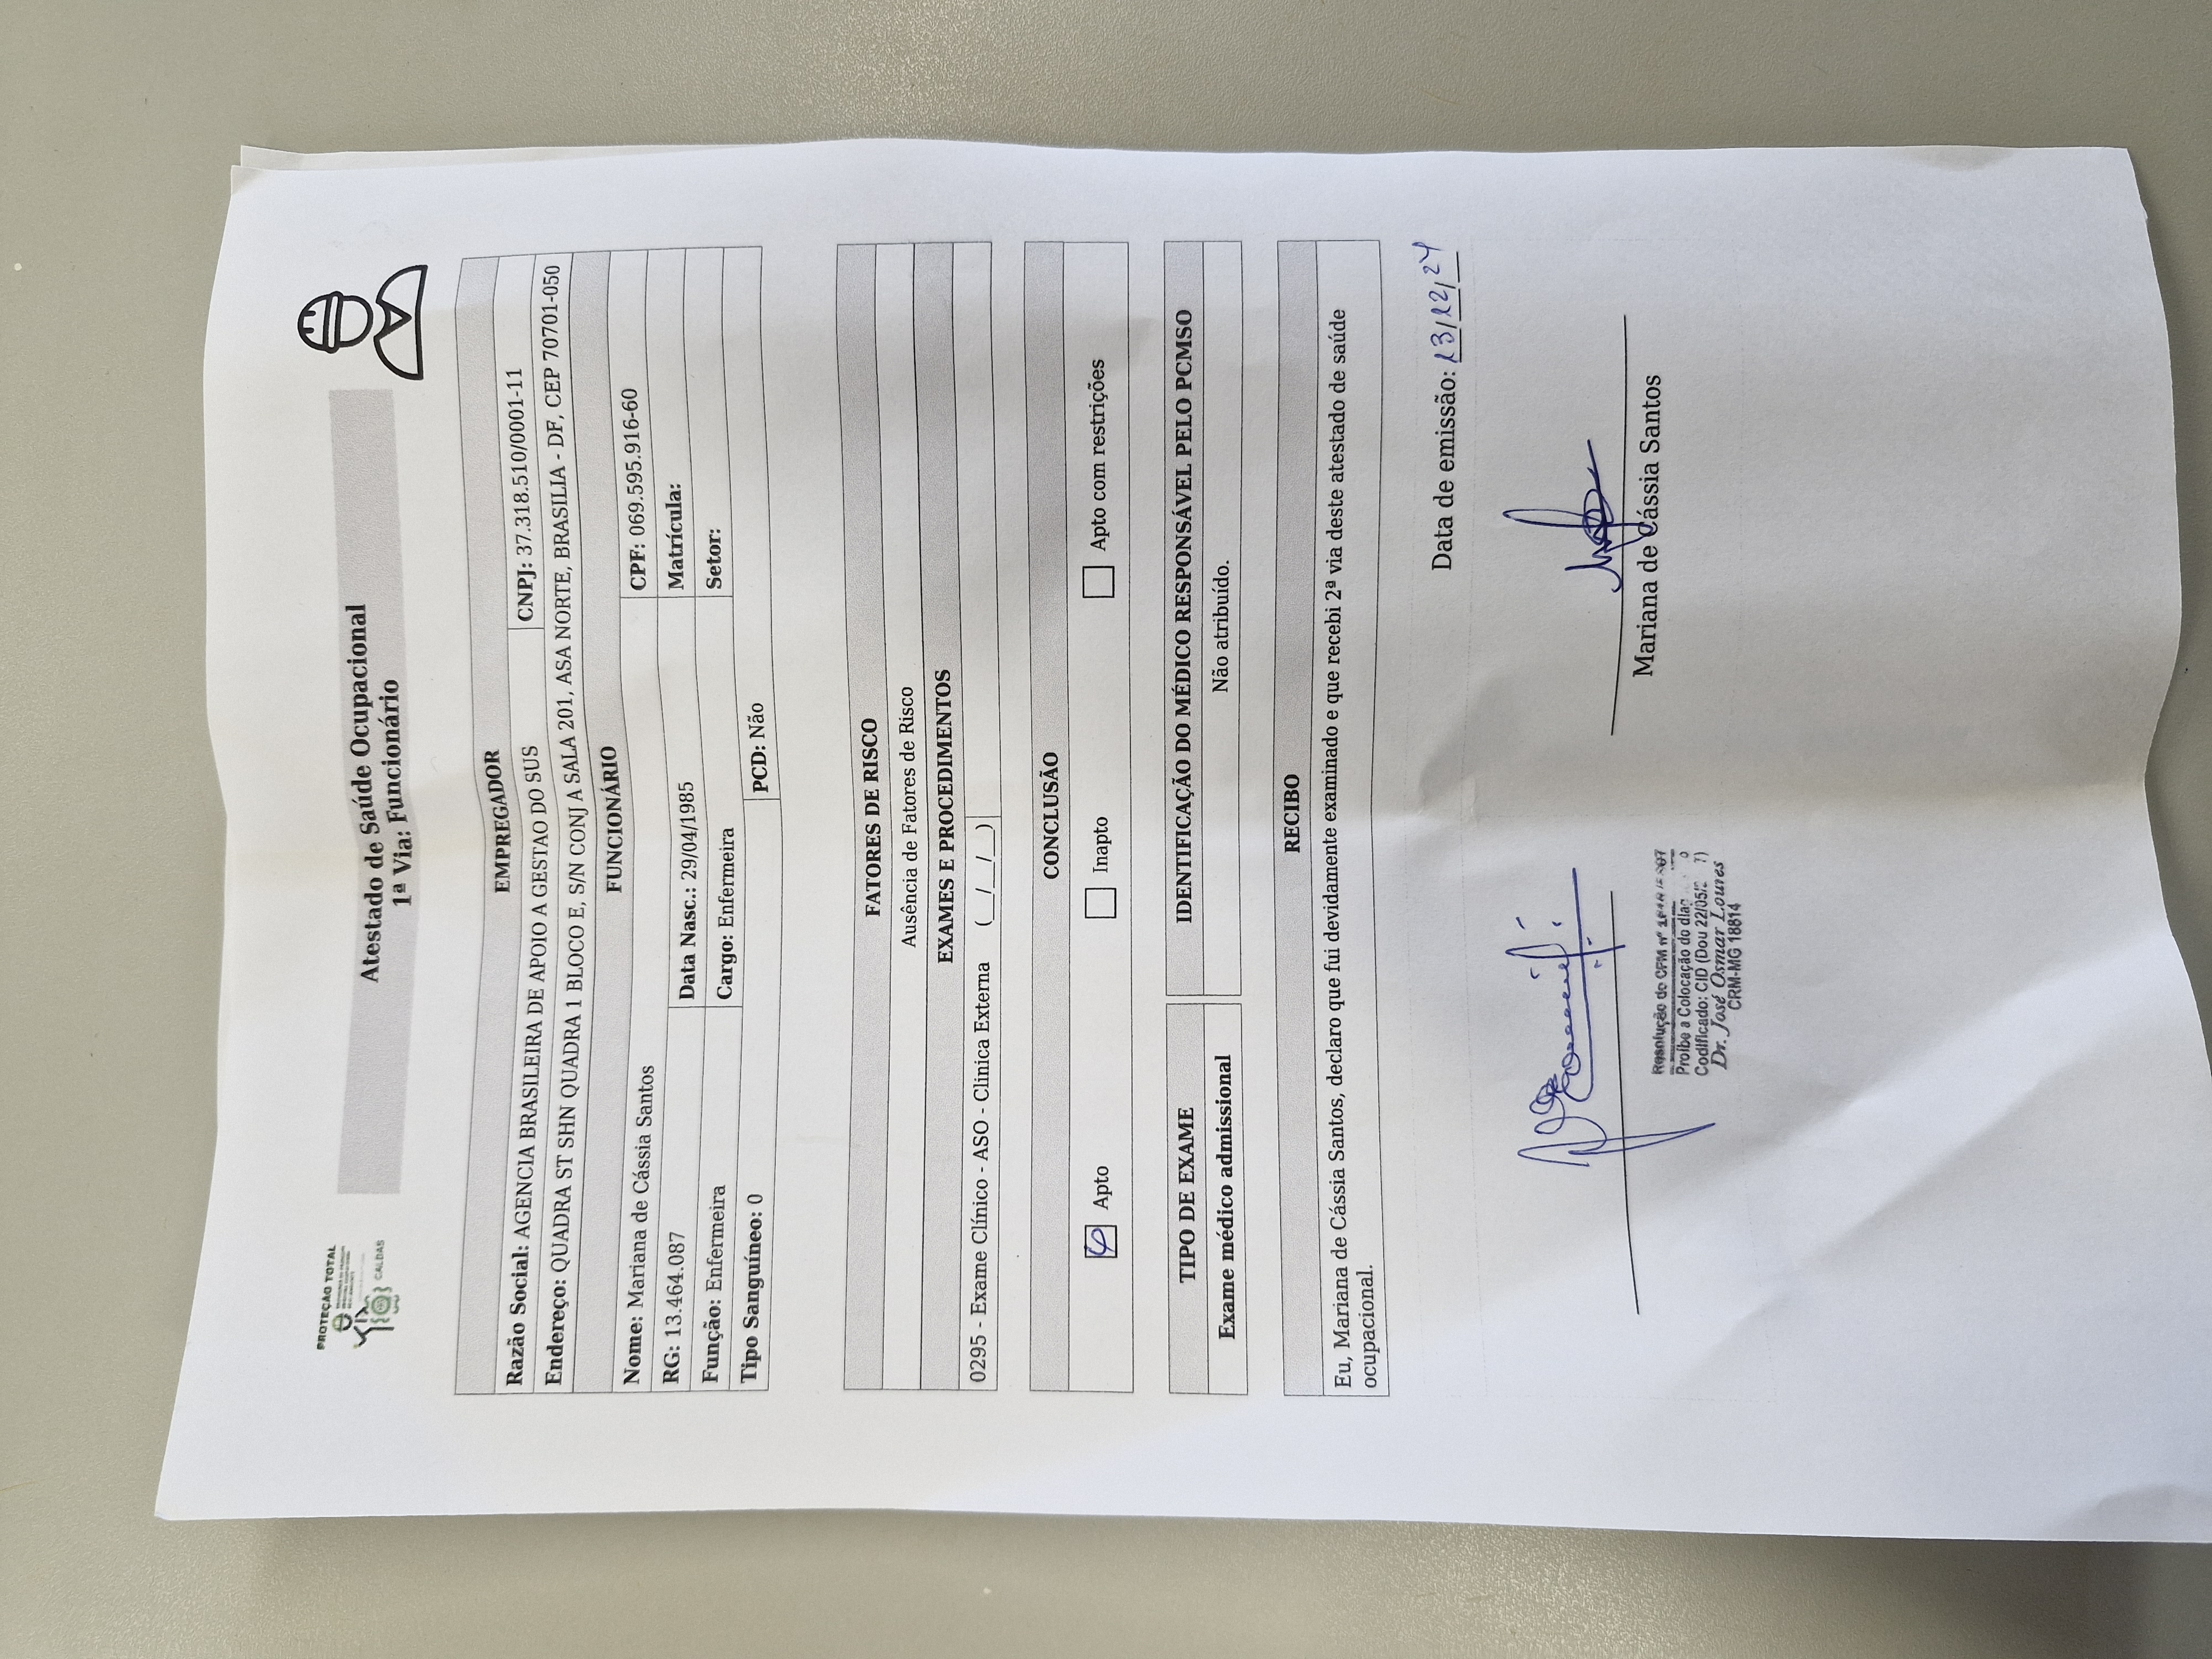 PROTEÇÃO TOTAL
CALDAS
Atestado de Saúde Ocupacional
1ª Via: Funcionário
EMPREGADOR
Razão Social: AGENCIA BRASILEIRA DE APOIO A GESTAO DO SUS CNPJ: 37.318.510/0001-11
Endereço: QUADRA ST SHN QUADRA 1 BLOCO E, S/N CONJ A SALA 201, ASA NORTE, BRASILIA - DF, CEP 70701-050
FUNCIONÁRIO
Nome: Mariana de Cássia Santos CPF: 069.595.916-60
RG: 13.464.087 Data Nasc.: 29/04/1985 Matrícula:
Função: Enfermeira Cargo: Enfermeira Setor:
Tipo Sanguíneo: 0 PCD: Não
FATORES DE RISCO
Ausência de Fatores de Risco
EXAMES E PROCEDIMENTOS
0295 - Exame Clínico - ASO - Clinica Externa (__/__/__)
CONCLUSÃO
Apto Inapto Apto com restrições
TIPO DE EXAME IDENTIFICAÇÃO DO MÉDICO RESPONSÁVEL PELO PCMSO
Exame médico admissional Não atribuído.
RECIBO
Eu, Mariana de Cássia Santos, declaro que fui devidamente examinado e que recebi 2ª via deste atestado de saúde
ocupacional.
Data de emissão: 13/12/24
Mariana de Cássia Santos
Resolução do CFM nº
Proíbe a Colocação do
Codificado: CID (Dou 22/05/
Dr. José Osmar Loures
CRM-MG 18814